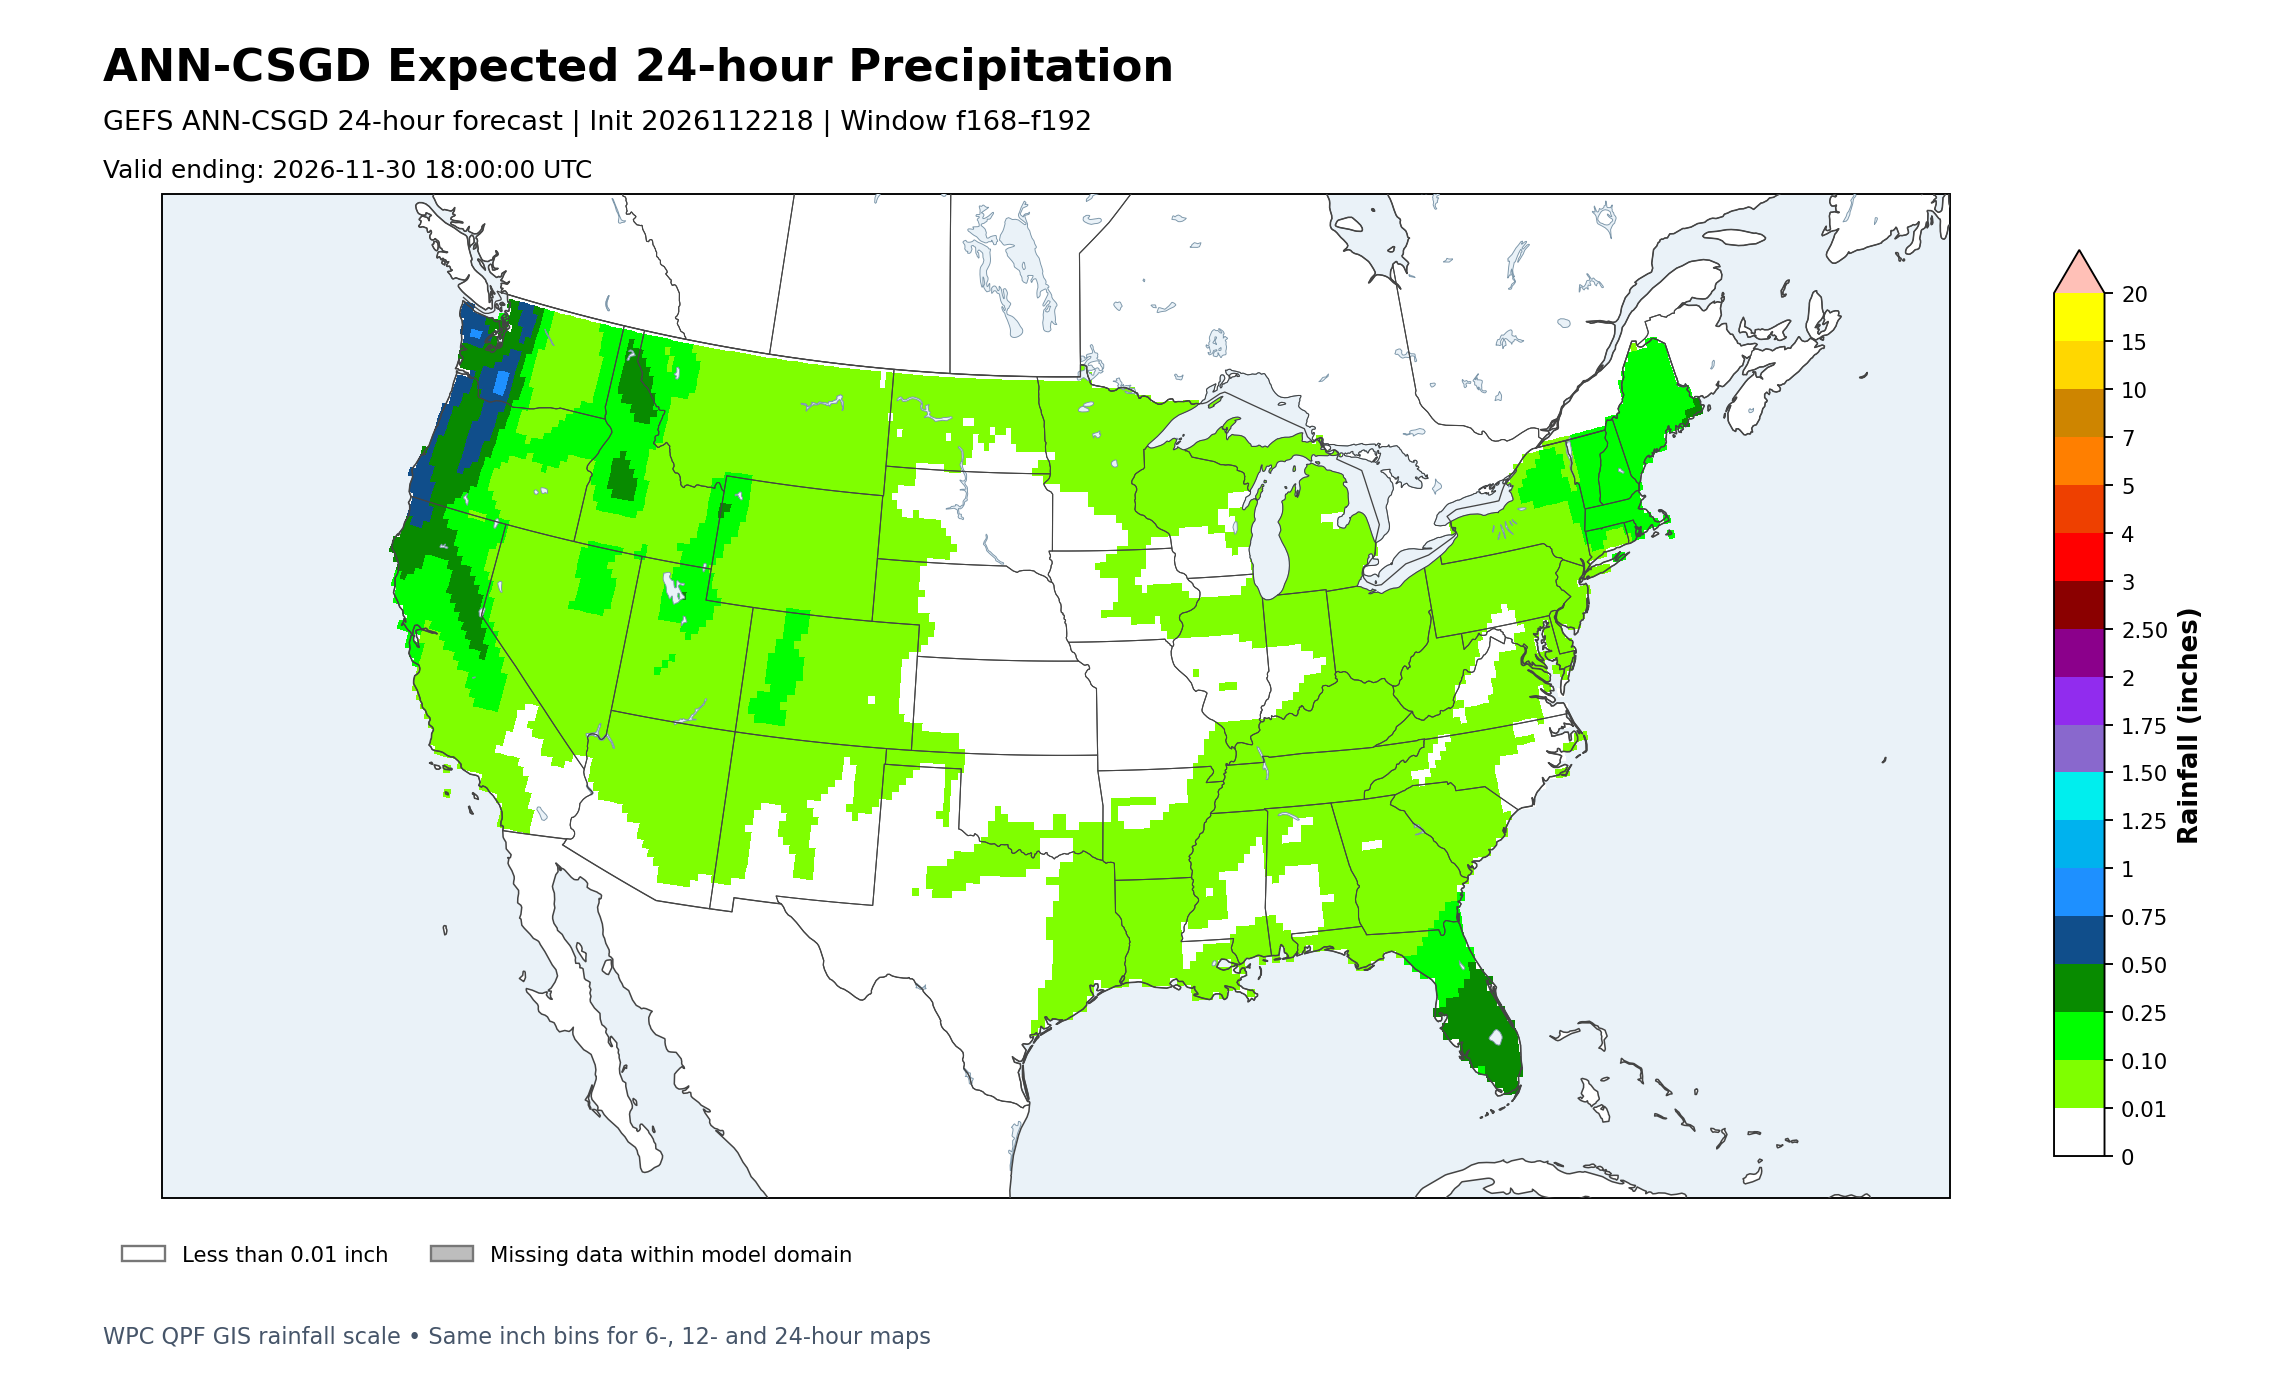 ANN-CSGD Expected 24-hour Precipitation
GEFS ANN-CSGD 24-hour forecast | Init 2026112218 | Window f168–f192
Valid ending: 2026-11-30 18:00:00 UTC
20
15
10
7
5
4
3
2.50
2
1.75
1.50
1.25
1
0.75
0.50
0.25
0.10
0.01
0
Rainfall (inches)
Less than 0.01 inch
Missing data within model domain
WPC QPF GIS rainfall scale • Same inch bins for 6-, 12- and 24-hour maps